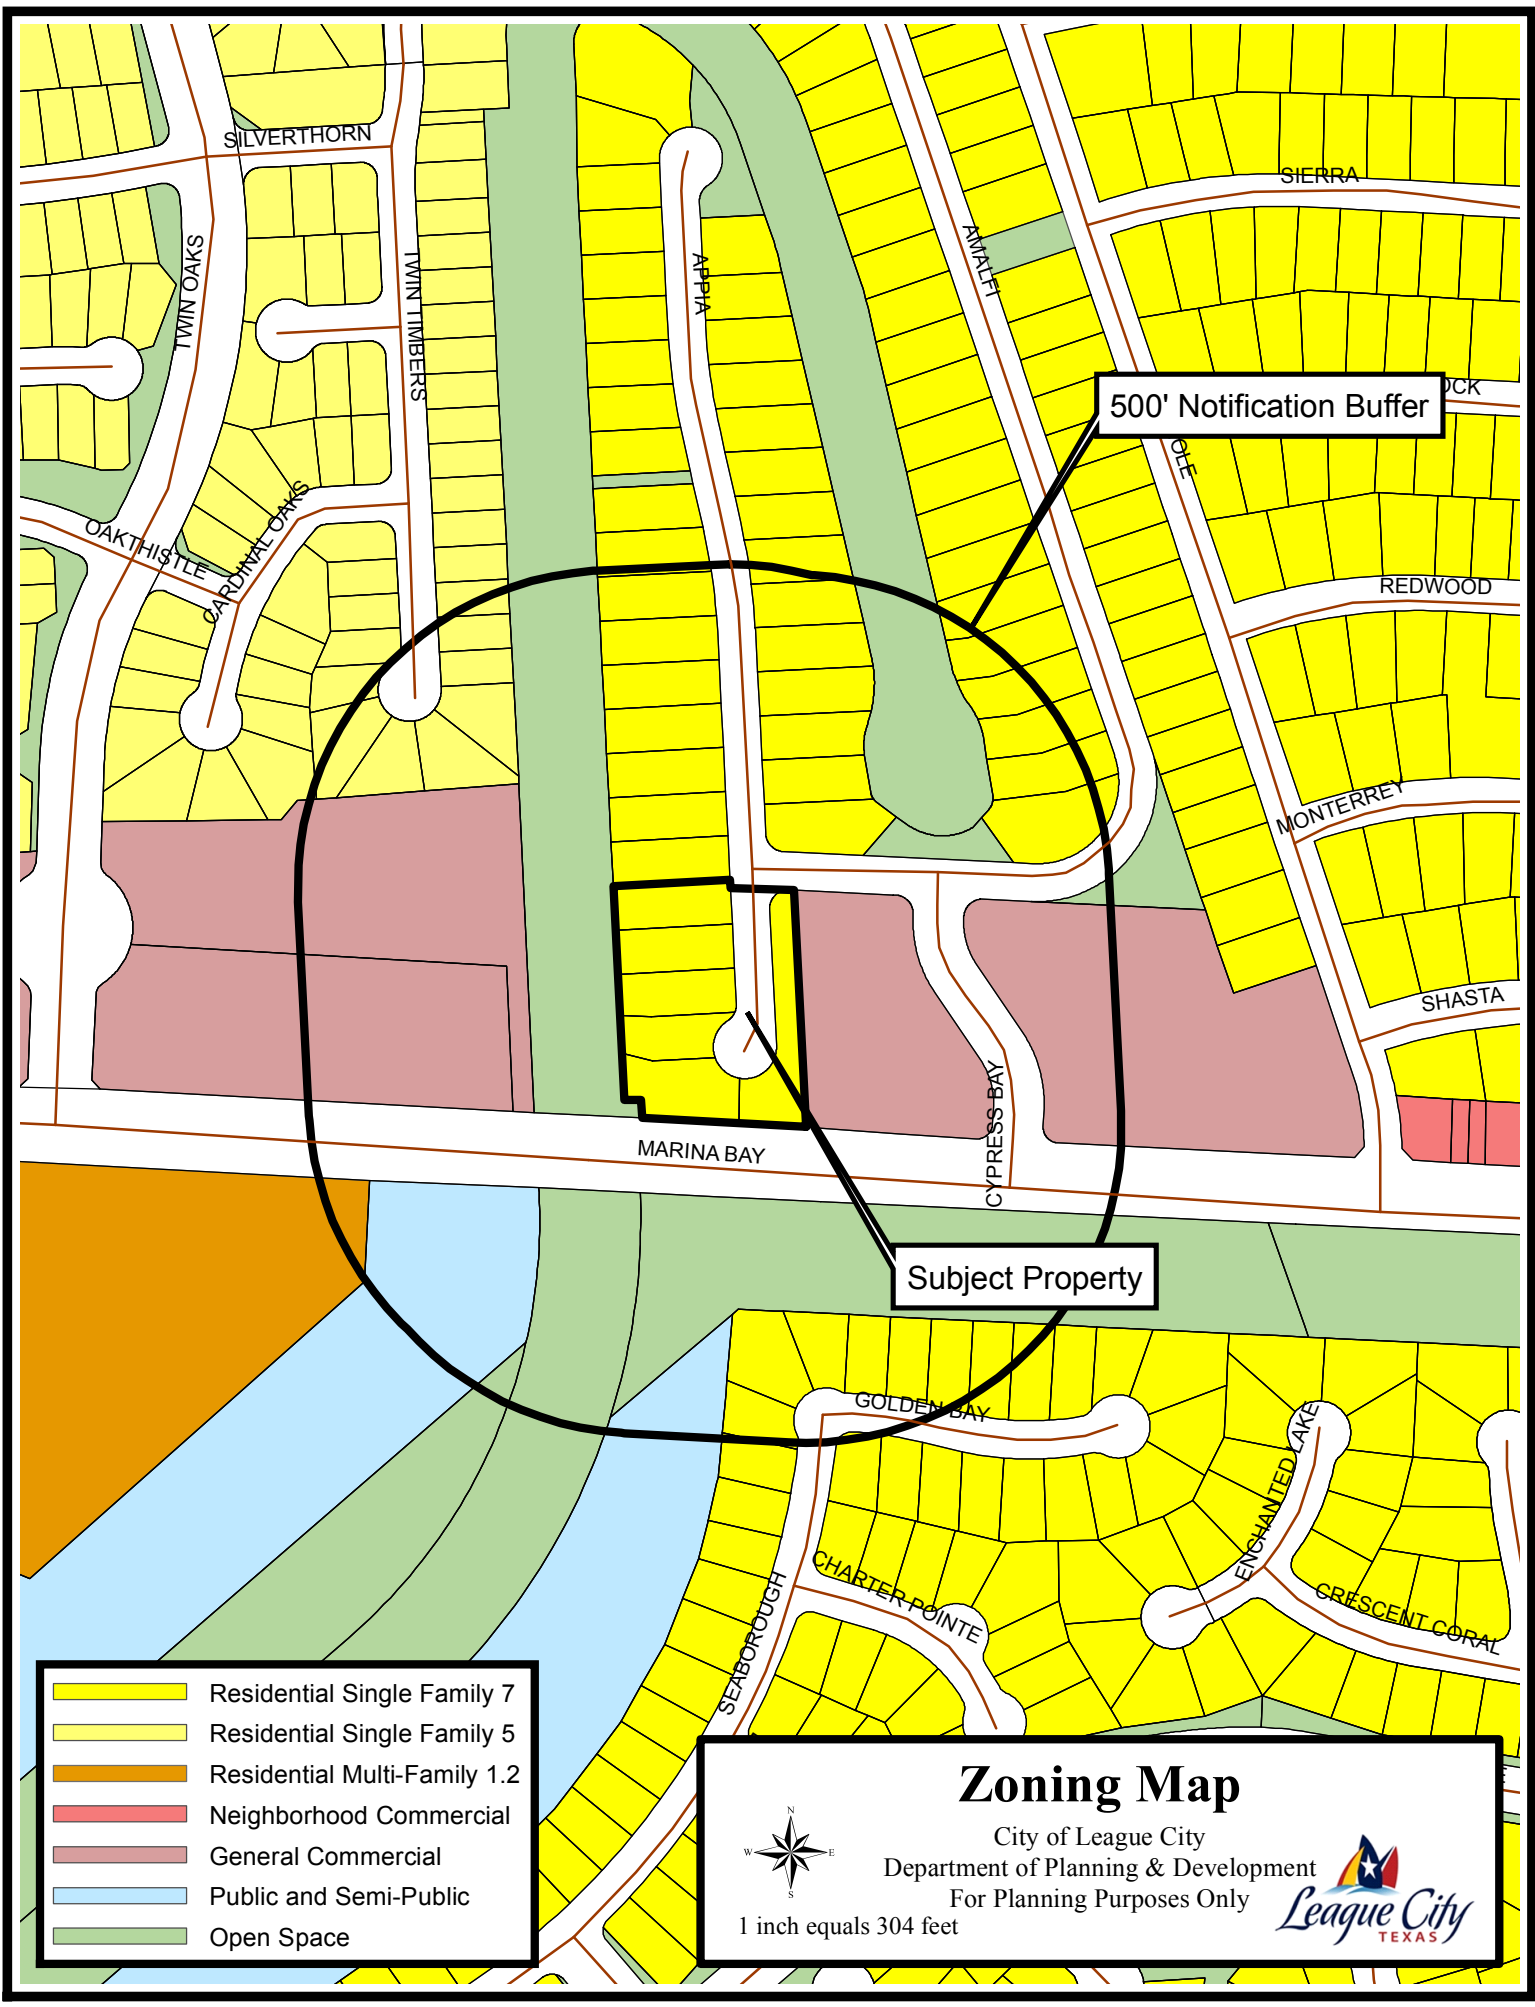 SILVERTHORN
SIERRA
TWIN OAKS
TWIN TIMBERS
APPIA
AMALFI
500' Notification Buffer
OCK
OLE
OAKTHISTLE
CARDINAL OAKS
REDWOOD
MONTERREY
SHASTA
CYPRESS BAY
MARINA BAY
Subject Property
GOLDEN BAY
ENCHANTED LAKE
CHARTER POINTE
CRESCENT CORAL
SEABOROUGH
Residential Single Family 7
Residential Single Family 5
Residential Multi-Family 1.2
Neighborhood Commercial
General Commercial
Public and Semi-Public
Open Space
Zoning Map
City of League City
Department of Planning & Development
For Planning Purposes Only
1 inch equals 304 feet
N
W E
S
League City
TEXAS